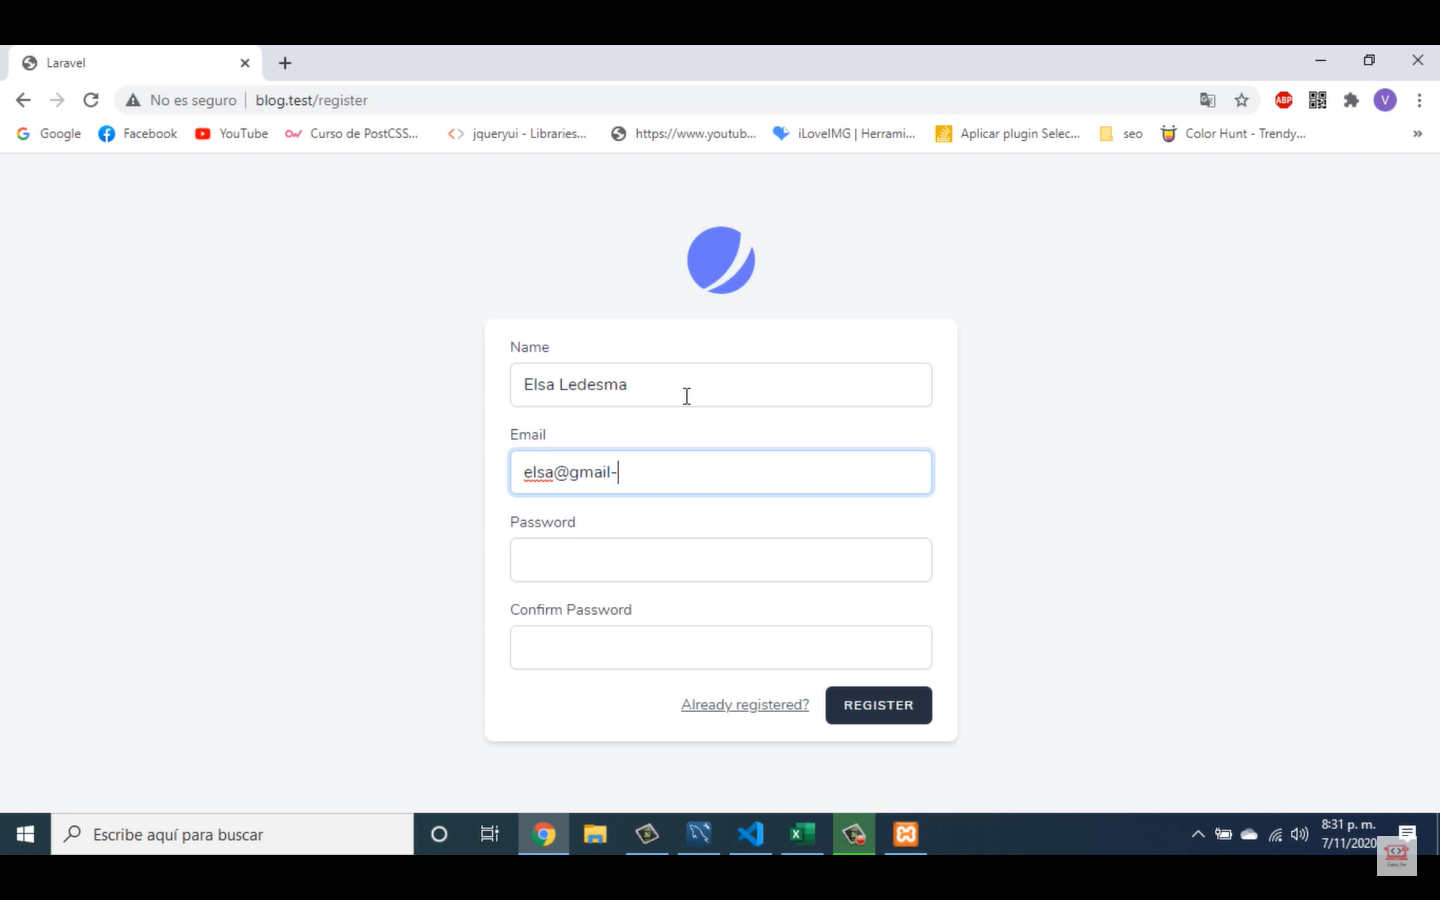 Laravel
No es seguro blog.test/register
ABP V
Google Facebook YouTube Curso de PostCSS... jqueryui - Libraries... https://www.youtub... iLoveIMG | Herrami... Aplicar plugin Selec... seo Color Hunt - Trendy... »
Name
Elsa Ledesma
Email
elsa@gmail-
Password
Confirm Password
Already registered? REGISTER
Escribe aquí para buscar
8:31 p. m.
7/11/2020